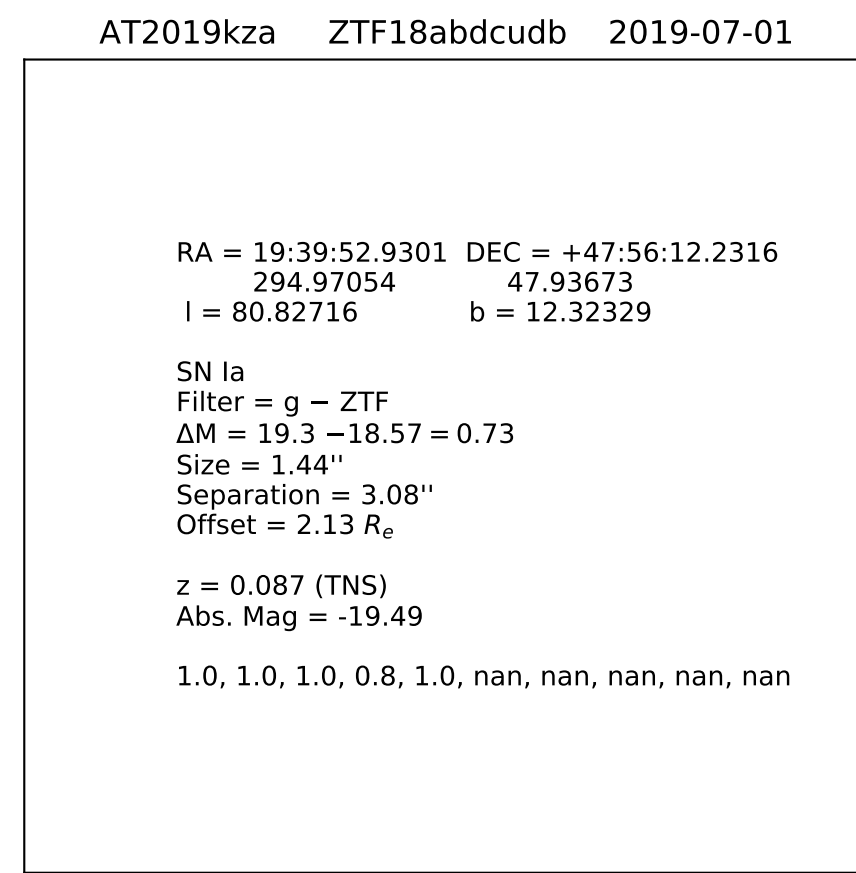 AT2019kza ZTF18abdcudb 2019-07-01
RA = 19:39:52.9301 DEC = +47:56:12.2316
294.97054 47.93673
l = 80.82716 b = 12.32329
SN Ia
Filter = g − ZTF
ΔM = 19.3 −18.57 = 0.73
Size = 1.44''
Separation = 3.08''
Offset = 2.13 Re
z = 0.087 (TNS)
Abs. Mag = -19.49
1.0, 1.0, 1.0, 0.8, 1.0, nan, nan, nan, nan, nan